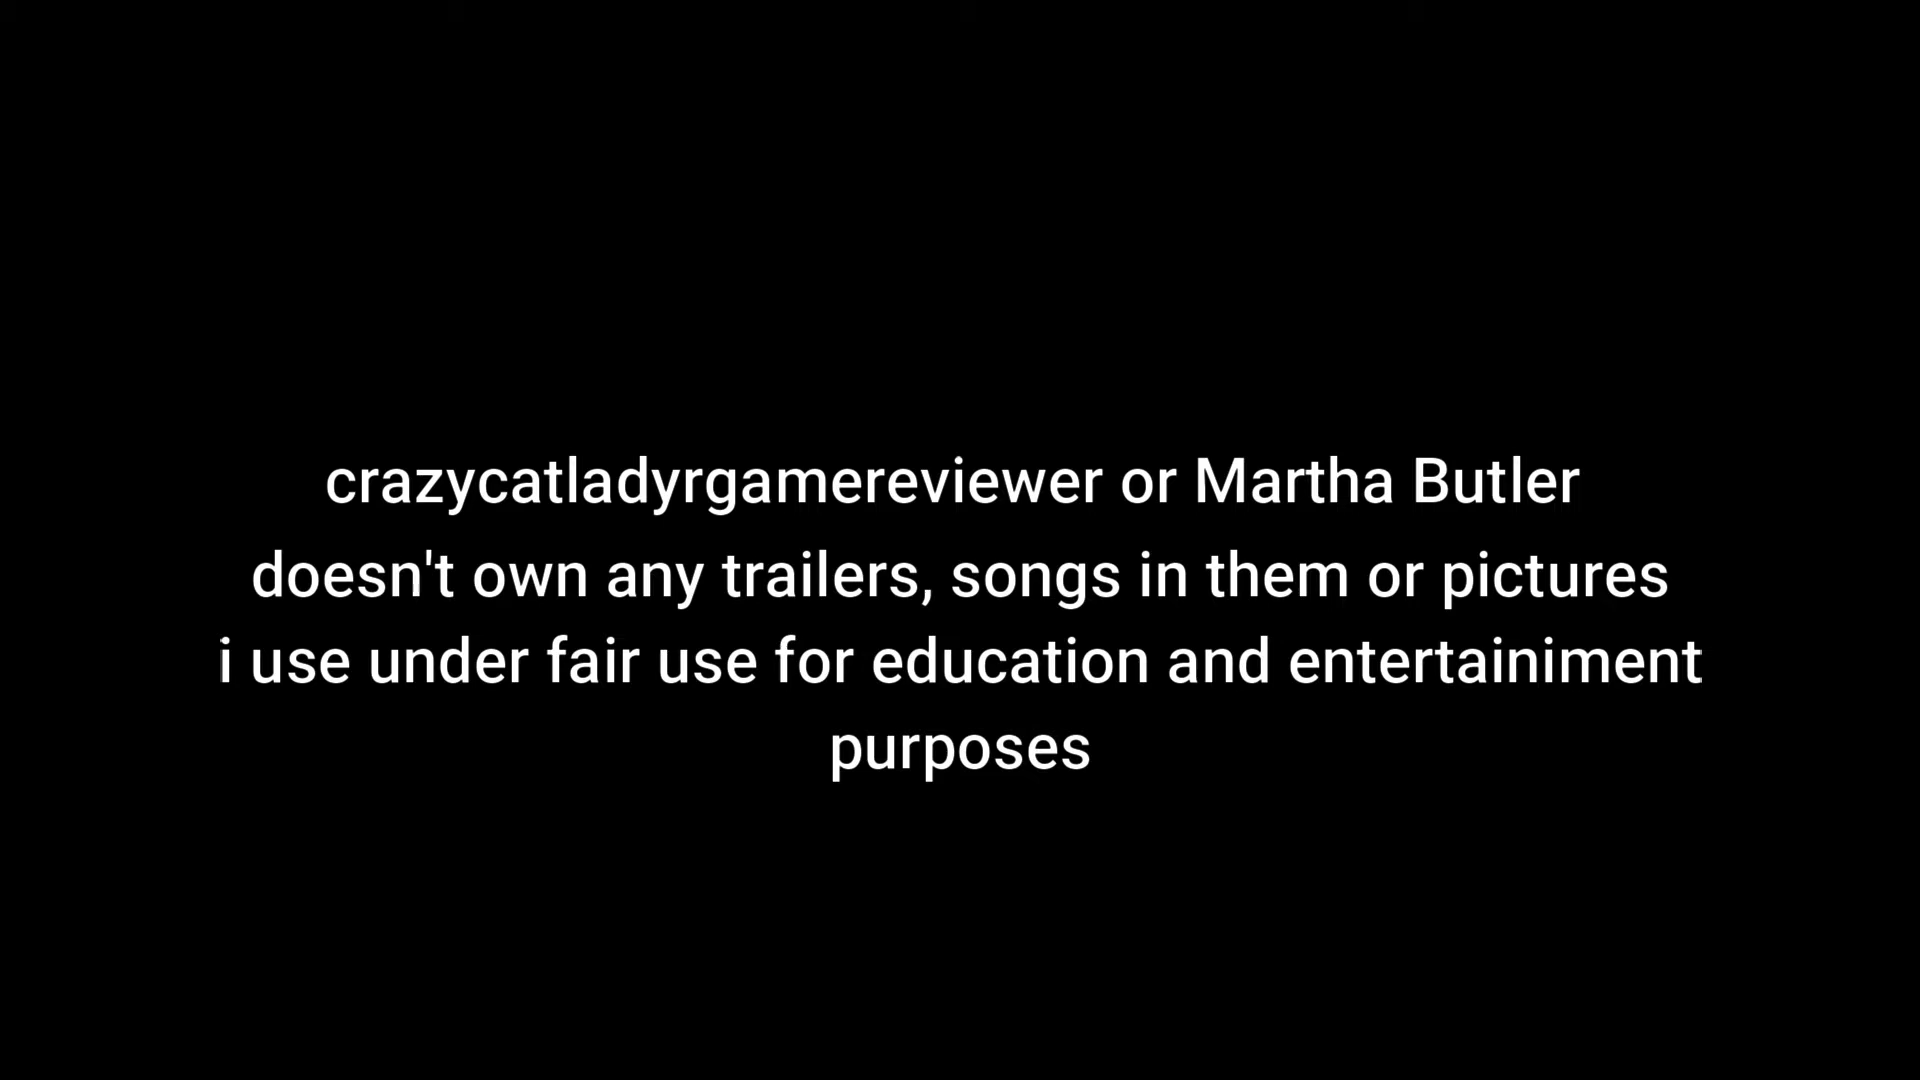 crazycatladyrgamereviewer or Martha Butler
doesn't own any trailers, songs in them or pictures
i use under fair use for education and entertainiment
purposes